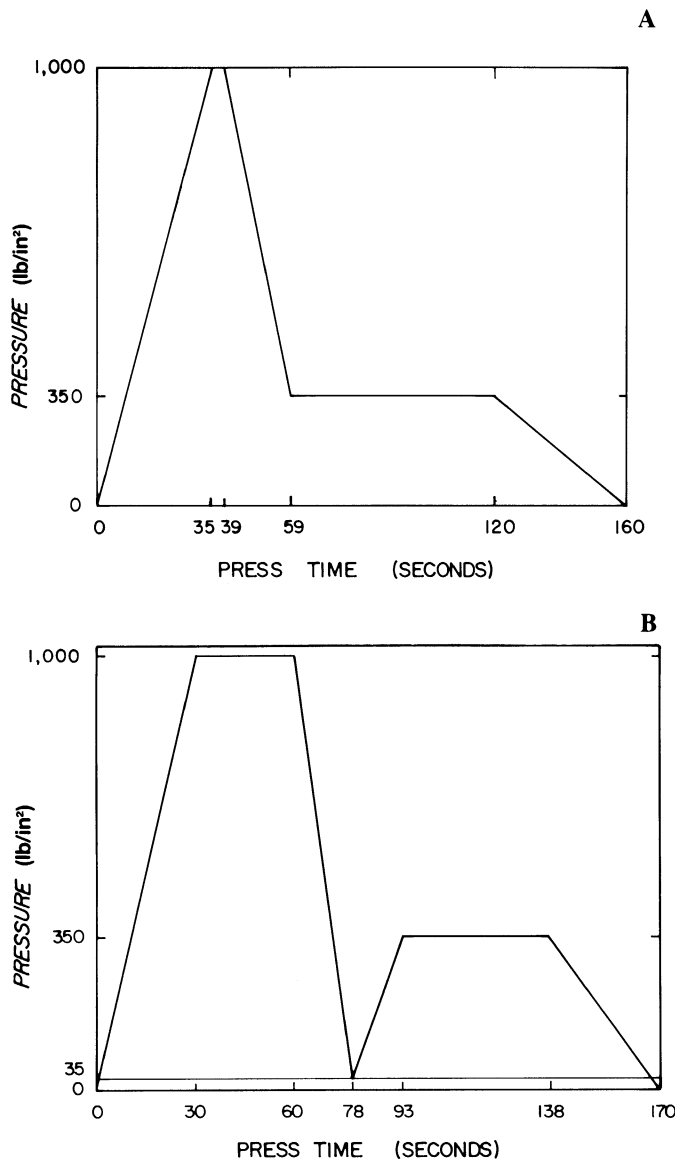 A
1,000
PRESSURE (lb/in²)
350
0
0 35 39 59 120 160
PRESS TIME (SECONDS)
B
1,000
PRESSURE (lb/in²)
350
35
0
0 30 60 78 93 138 170
PRESS TIME (SECONDS)